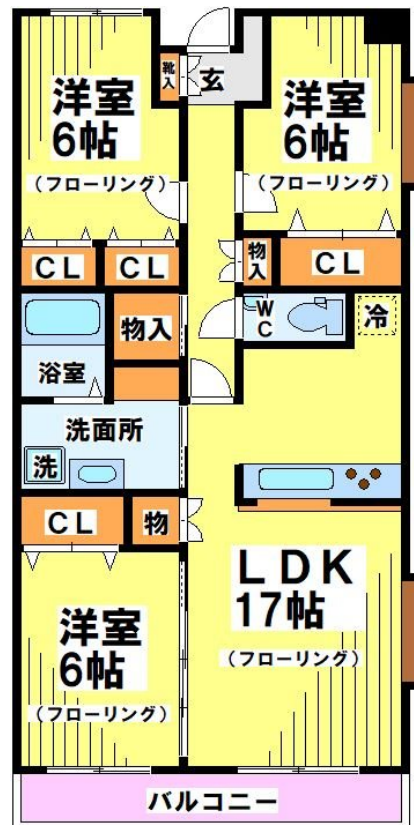 洋室
6帖
(フローリング)
靴入
玄
洋室
6帖
(フローリング)
CL
CL
物入
CL
浴室
物入
WC
冷
洗面所
洗
CL
物
LDK
17帖
(フローリング)
洋室
6帖
(フローリング)
バルコニー